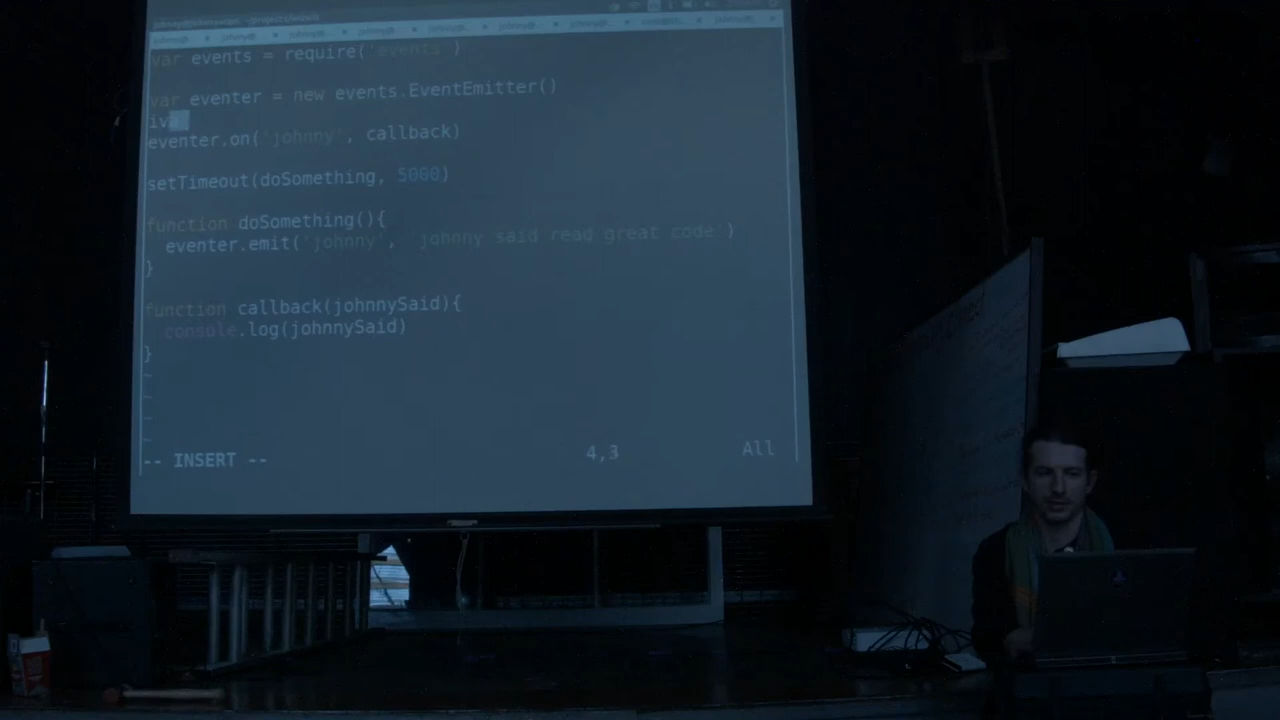 var events = require('events')
var eventer = new events.EventEmitter()
iva
eventer.on('johnny', callback)
setTimeout(doSomething, 5000)
function doSomething(){
eventer.emit('johnny', 'johnny said read great code')
}
function callback(johnnySaid){
console.log(johnnySaid)
}
~
~
~
~
-- INSERT -- 4,3 All